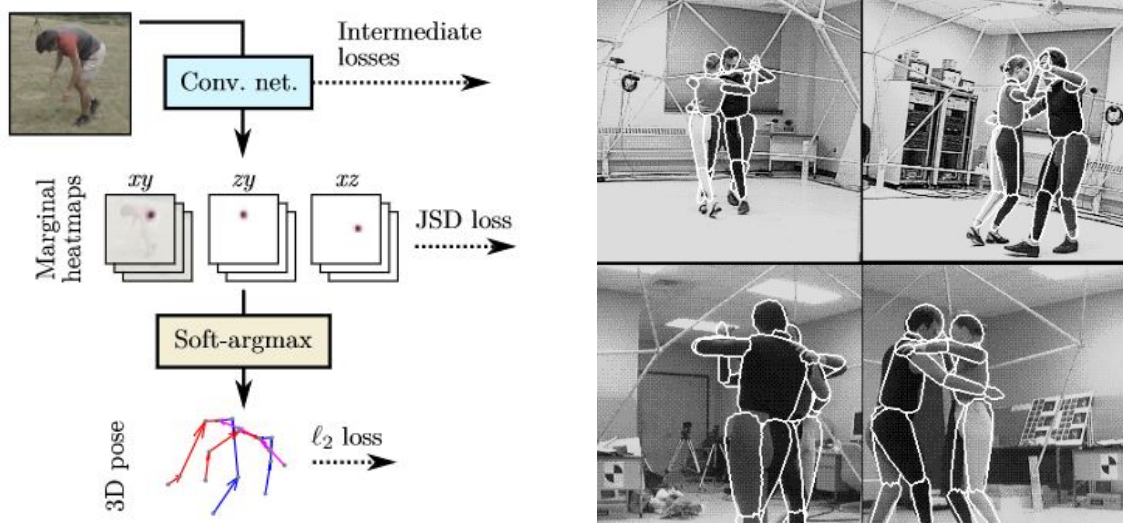 Conv. net.
Intermediate
losses
Marginal
heatmaps
xy
zy
xz
JSD loss
Soft-argmax
3D pose
ℓ₂ loss